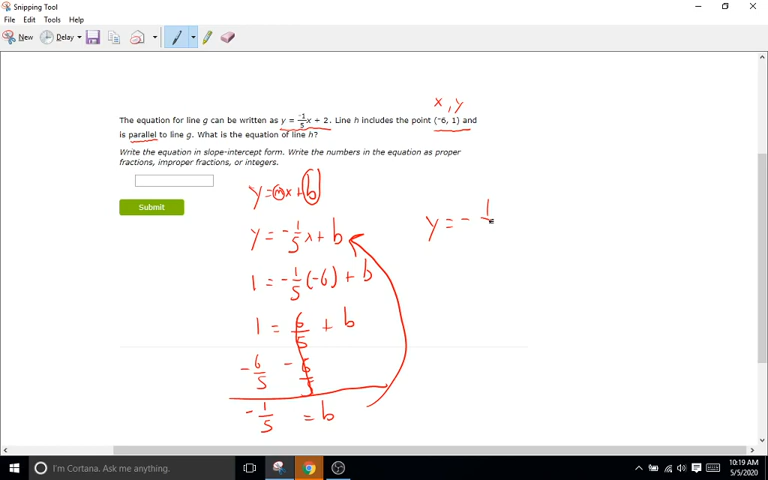 Snipping Tool
File Edit Tools Help
New Delay
x, y
The equation for line g can be written as y = -1/5 x + 2. Line h includes the point (-6, 1) and
is parallel to line g. What is the equation of line h?
Write the equation in slope-intercept form. Write the numbers in the equation as proper
fractions, improper fractions, or integers.
Submit
y = mx + b
y = -1/5 x + b
1 = -1/5 (-6) + b
1 = 6/5 + b
-6/5 -6/5
-1/5 = b
y = - 1
I'm Cortana. Ask me anything.
10:19 AM
5/5/2020